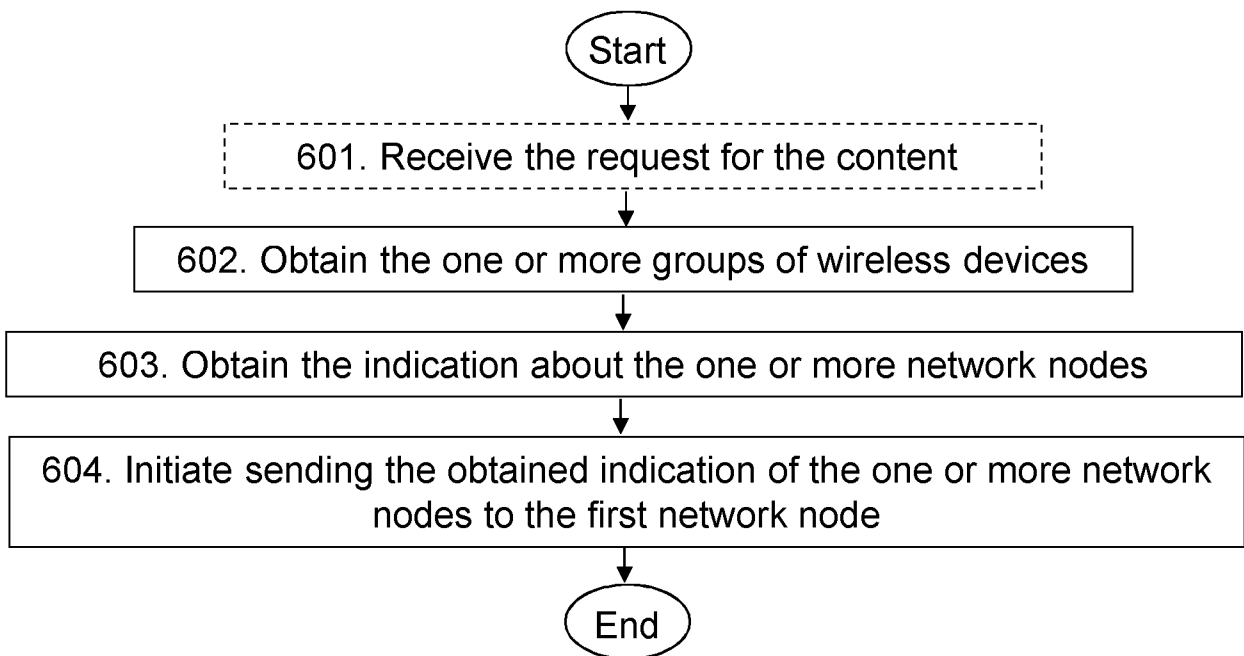 Start
601. Receive the request for the content
602. Obtain the one or more groups of wireless devices
603. Obtain the indication about the one or more network nodes
604. Initiate sending the obtained indication of the one or more network
nodes to the first network node
End